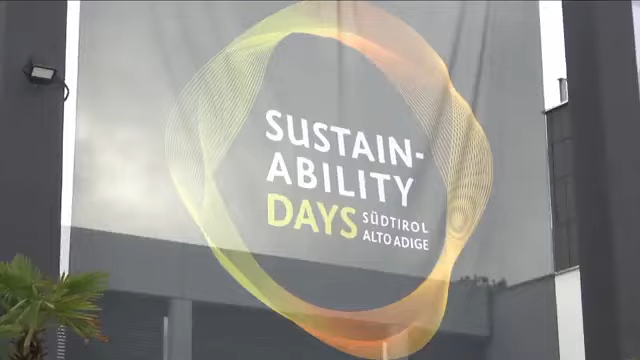 SUSTAIN-
ABILITY
DAYS
SÜDTIROL
ALTO ADIGE